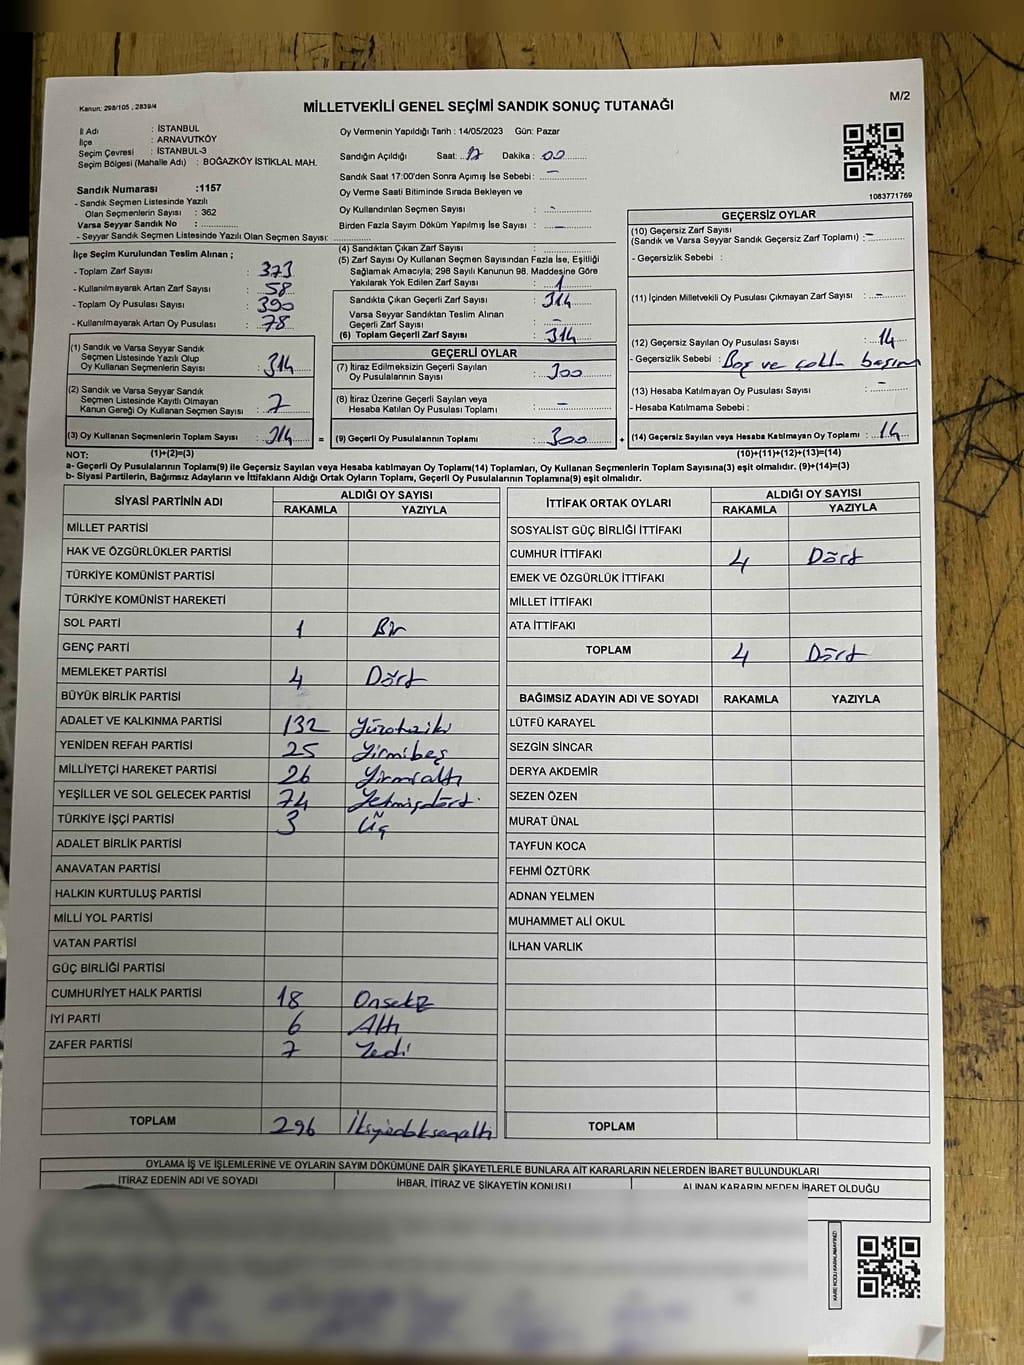 Kanun: 298/105 , 2839/4
MİLLETVEKİLİ GENEL SEÇİMİ SANDIK SONUÇ TUTANAĞI
M/2
İl Adı : İSTANBUL
İlçe : ARNAVUTKÖY
Seçim Çevresi : İSTANBUL-3
Seçim Bölgesi (Mahalle Adı) : BOĞAZKÖY İSTİKLAL MAH.
Sandık Numarası :1157
- Sandık Seçmen Listesinde Yazılı
Olan Seçmenlerin Sayısı : 362
Varsa Seyyar Sandık No :
- Seyyar Sandık Seçmen Listesinde Yazılı Olan Seçmen Sayısı:
Oy Vermenin Yapıldığı Tarih : 14/05/2023 Gün: Pazar
Sandığın Açıldığı Saat: 17 Dakika : 00
Sandık Saat 17:00'den Sonra Açımış İse Sebebi: -
Oy Verme Saati Bitiminde Sırada Bekleyen ve
Oy Kullandırılan Seçmen Sayısı : -
Birden Fazla Sayım Döküm Yapılmış İse Sayısı : -
1083771769
İlçe Seçim Kurulundan Teslim Alınan ;
- Toplam Zarf Sayısı : 373
- Kullanılmayarak Artan Zarf Sayısı : 58
- Toplam Oy Pusulası Sayısı : 390
- Kullanılmayarak Artan Oy Pusulası : 78
(1) Sandık ve Varsa Seyyar Sandık
Seçmen Listesinde Yazılı Olup
Oy Kullanan Seçmenlerin Sayısı : 314
(2) Sandık ve Varsa Seyyar Sandık
Seçmen Listesinde Kayıtlı Olmayan
Kanun Gereği Oy Kullanan Seçmen Sayısı : 7
(3) Oy Kullanan Seçmenlerin Toplam Sayısı : 314 =
(4) Sandıktan Çıkan Zarf Sayısı :
(5) Zarf Sayısı Oy Kullanan Seçmen Sayısından Fazla İse, Eşitliği
Sağlamak Amacıyla; 298 Sayılı Kanunun 98. Maddesine Göre
Yakılarak Yok Edilen Zarf Sayısı : 1
Sandıkta Çıkan Geçerli Zarf Sayısı : 314
Varsa Seyyar Sandıktan Teslim Alınan
Geçerli Zarf Sayısı : -
(6) Toplam Geçerli Zarf Sayısı : 314
GEÇERLİ OYLAR
(7) İtiraz Edilmeksizin Geçerli Sayılan
Oy Pusulalarının Sayısı : 300
(8) İtiraz Üzerine Geçerli Sayılan veya
Hesaba Katılan Oy Pusulası Toplamı : -
(9) Geçerli Oy Pusulalarının Toplamı : 300 +
GEÇERSİZ OYLAR
(10) Geçersiz Zarf Sayısı
(Sandık ve Varsa Seyyar Sandık Geçersiz Zarf Toplamı) : -
- Geçersizlik Sebebi :
(11) İçinden Milletvekil Oy Pusulası Çıkmayan Zarf Sayısı : -
(12) Geçersiz Sayılan Oy Pusulası Sayısı : 14
- Geçersizlik Sebebi : Boş ve çoklu basım
(13) Hesaba Katılmayan Oy Pusulası Sayısı : -
- Hesaba Katılmama Sebebi :
(14) Geçersiz Sayılan veya Hesaba Katılmayan Oy Toplamı : 14
NOT: (1)+(2)=(3)
(10)+(11)+(12)+(13)=(14)
a- Geçerli Oy Pusulalarının Toplamı(9) ile Geçersiz Sayılan veya Hesaba katılmayan Oy Toplamı(14) Toplamları, Oy Kullanan Seçmenlerin Toplam Sayısına(3) eşit olmalıdır. (9)+(14)=(3)
b- Siyasi Partilerin, Bağımsız Adayların ve İttifakların Aldığı Ortak Oyların Toplamı, Geçerli Oy Pusulalarının Toplamına(9) eşit olmalıdır.
SİYASİ PARTİNİN ADI ALDIĞI OY SAYISI
RAKAMLA YAZIYLA
MİLLET PARTİSİ
HAK VE ÖZGÜRLÜKLER PARTİSİ
TÜRKİYE KOMÜNİST PARTİSİ
TÜRKİYE KOMÜNİST HAREKETİ
SOL PARTİ 1 Bir
GENÇ PARTİ
MEMLEKET PARTİSİ 4 Dört
BÜYÜK BİRLİK PARTİSİ
ADALET VE KALKINMA PARTİSİ 132 Yüzotuziki
YENİDEN REFAH PARTİSİ 25 Yirmibeş
MİLLİYETÇİ HAREKET PARTİSİ 26 Yirmialtı
YEŞİLLER VE SOL GELECEK PARTİSİ 74 Yetmişdört.
TÜRKİYE İŞÇİ PARTİSİ 3 Üç
ADALET BİRLİK PARTİSİ
ANAVATAN PARTİSİ
HALKIN KURTULUŞ PARTİSİ
MİLLİ YOL PARTİSİ
VATAN PARTİSİ
GÜÇ BİRLİĞİ PARTİSİ
CUMHURİYET HALK PARTİSİ 18 Onsekiz
İYİ PARTİ 6 Altı
ZAFER PARTİSİ 7 Yedi
TOPLAM 296 İkiyüzdoksanaltı
İTTİFAK ORTAK OYLARI ALDIĞI OY SAYISI
RAKAMLA YAZIYLA
SOSYALİST GÜÇ BİRLİĞİ İTTİFAKI
CUMHUR İTTİFAKI 4 Dört
EMEK VE ÖZGÜRLÜK İTTİFAKI
MİLLET İTTİFAKI
ATA İTTİFAKI
TOPLAM 4 Dört
BAĞIMSIZ ADAYIN ADI VE SOYADI RAKAMLA YAZIYLA
LÜTFÜ KARAYEL
SEZGİN SİNCAR
DERYA AKDEMİR
SEZEN ÖZEN
MURAT ÜNAL
TAYFUN KOCA
FEHMİ ÖZTÜRK
ADNAN YELMEN
MUHAMMET ALİ OKUL
İLHAN VARLIK
TOPLAM
OYLAMA İŞ VE İŞLEMLERİNE VE OYLARIN SAYIM DÖKÜMÜNE DAİR ŞİKAYETLERLE BUNLARA AİT KARARLARIN NELERDEN İBARET BULUNDUKLARI
İTİRAZ EDENİN ADI VE SOYADI İHBAR, İTİRAZ VE ŞİKAYETİN KONUSU ALINAN KARARIN NEDEN İBARET OLDUĞU
KARE KODU KARALAMAYINIZ!